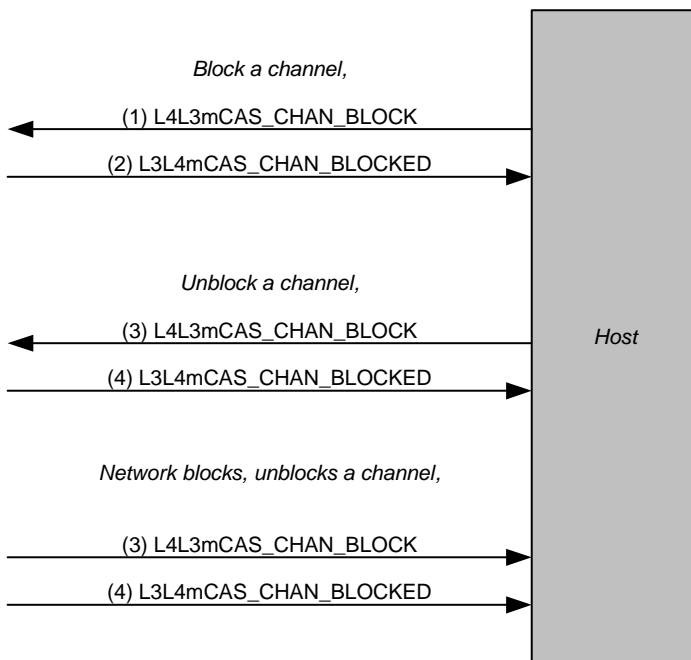 Block a channel,
(1) L4L3mCAS_CHAN_BLOCK
(2) L3L4mCAS_CHAN_BLOCKED
Unblock a channel,
(3) L4L3mCAS_CHAN_BLOCK
Host
(4) L3L4mCAS_CHAN_BLOCKED
Network blocks, unblocks a channel,
(3) L4L3mCAS_CHAN_BLOCK
(4) L3L4mCAS_CHAN_BLOCKED